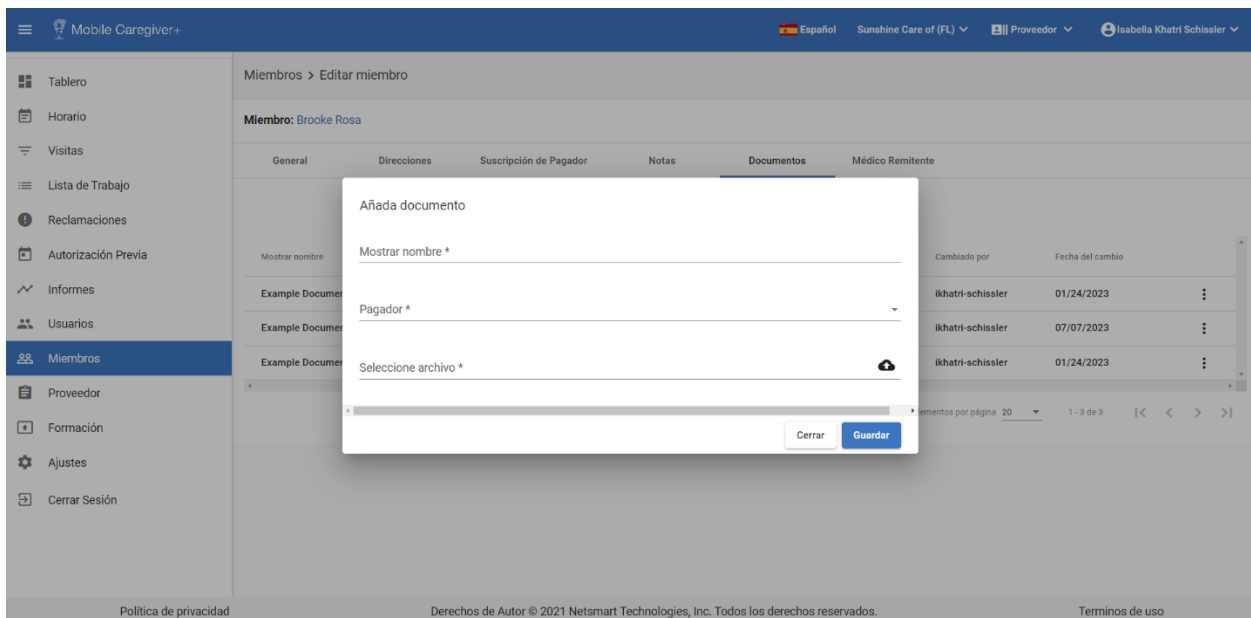 Mobile Caregiver+
Español
Sunshine Care of (FL)
Proveedor
Isabella Khatri Schissler
Tablero
Horario
Visitas
Lista de Trabajo
Reclamaciones
Autorización Previa
Informes
Usuarios
Miembros
Proveedor
Formación
Ajustes
Cerrar Sesión
Miembros > Editar miembro
Miembro: Brooke Rosa
General
Direcciones
Suscripción de Pagador
Notas
Documentos
Médico Remitente
Mostrar nombre
Cambiado por
Fecha del cambio
Example
ikhatri-schissler
01/24/2023
Example
ikhatri-schissler
07/07/2023
Example
ikhatri-schissler
01/24/2023
por página
20
1 - 3 de 3
Añada documento
Mostrar nombre *
Pagador *
Seleccione archivo *
Cerrar
Guardar
Política de privacidad
Derechos de Autor © 2021 Netsmart Technologies, Inc. Todos los derechos reservados.
Terminos de uso